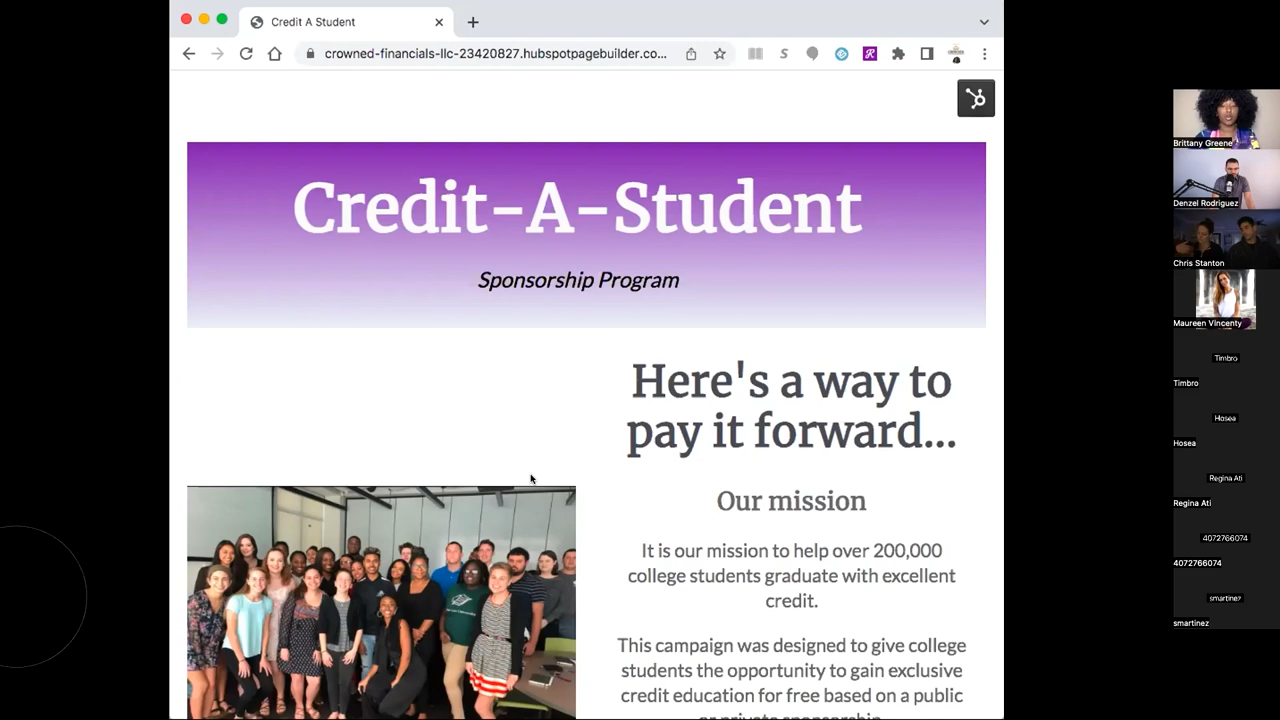 Credit A Student
crowned-financials-llc-23420827.hubspotpagebuilder.co...
Credit-A-Student
Sponsorship Program
Here's a way to
pay it forward...
Our mission
It is our mission to help over 200,000
college students graduate with excellent
credit.
This campaign was designed to give college
students the opportunity to gain exclusive
credit education for free based on a public
or private sponsorship.
Brittany Greene
Denzel Rodriguez
Chris Stanton
Maureen VIncenty
Timbro
Timbro
Hosea
Hosea
Regina Ati
Regina Ati
4072766074
4072766074
smartinez
smartinez